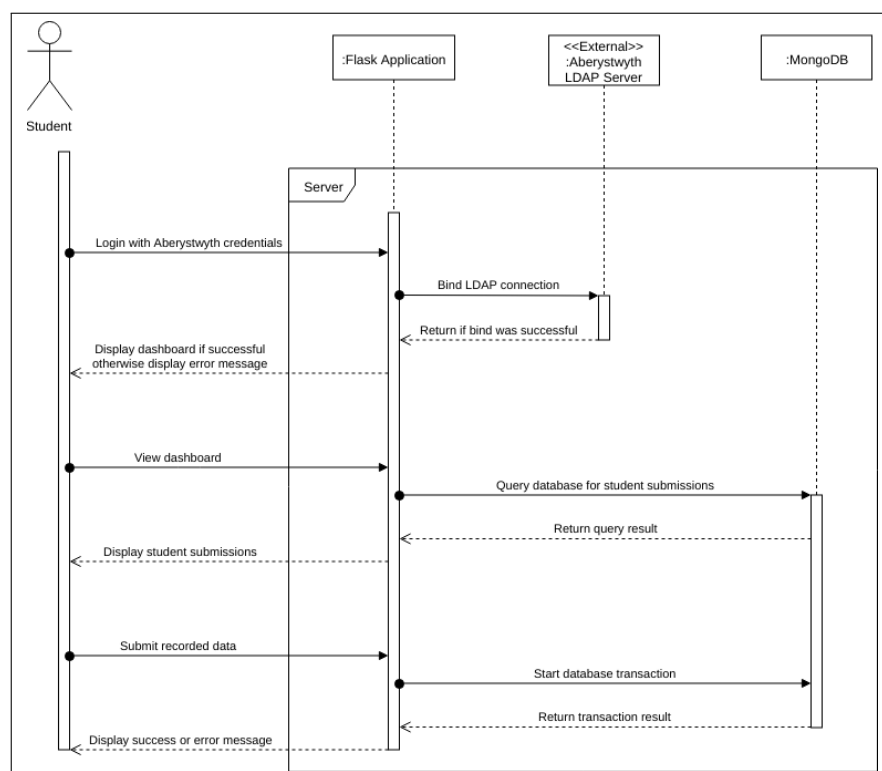 :Flask Application
<<External>>
:Aberystwyth
LDAP Server
:MongoDB
Student
Server
Login with Aberystwyth credentials
Bind LDAP connection
Return if bind was successful
Display dashboard if successful
otherwise display error message
View dashboard
Query database for student submissions
Return query result
Display student submissions
Submit recorded data
Start database transaction
Return transaction result
Display success or error message